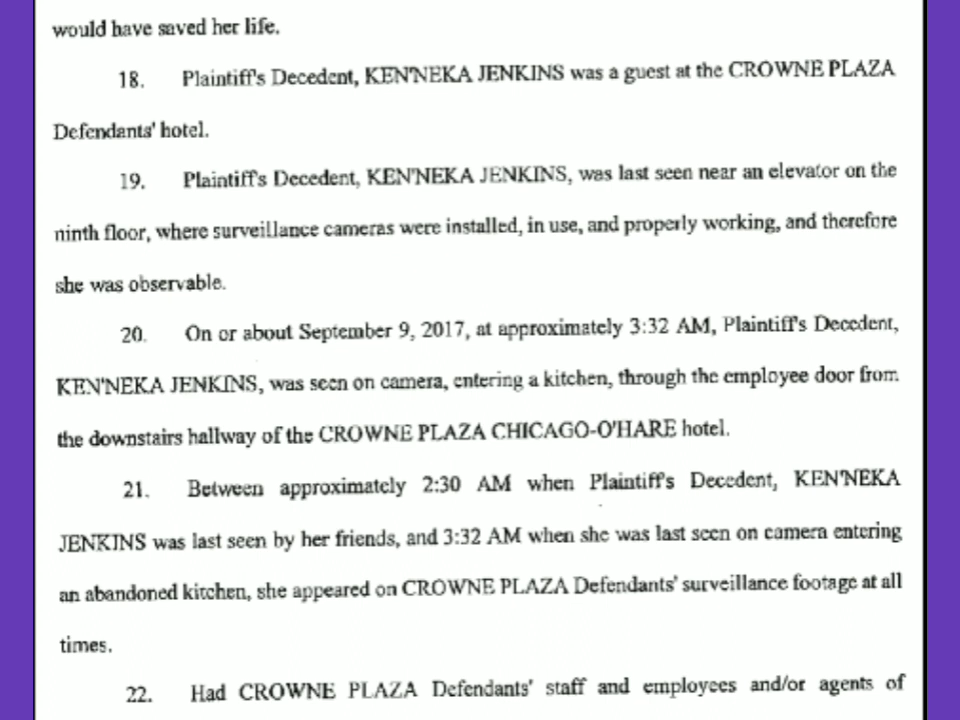 would have saved her life.
18. Plaintiff's Decedent, KEN'NEKA JENKINS was a guest at the CROWNE PLAZA
Defendants' hotel.
19. Plaintiff's Decedent, KEN'NEKA JENKINS, was last seen near an elevator on the
ninth floor, where surveillance cameras were installed, in use, and properly working, and therefore
she was observable.
20. On or about September 9, 2017, at approximately 3:32 AM, Plaintiff's Decedent,
KEN'NEKA JENKINS, was seen on camera, entering a kitchen, through the employee door from
the downstairs hallway of the CROWNE PLAZA CHICAGO-O'HARE hotel.
21. Between approximately 2:30 AM when Plaintiff's Decedent, KEN'NEKA
JENKINS was last seen by her friends, and 3:32 AM when she was last seen on camera entering
an abandoned kitchen, she appeared on CROWNE PLAZA Defendants' surveillance footage at all
times.
22. Had CROWNE PLAZA Defendants' staff and employees and/or agents of